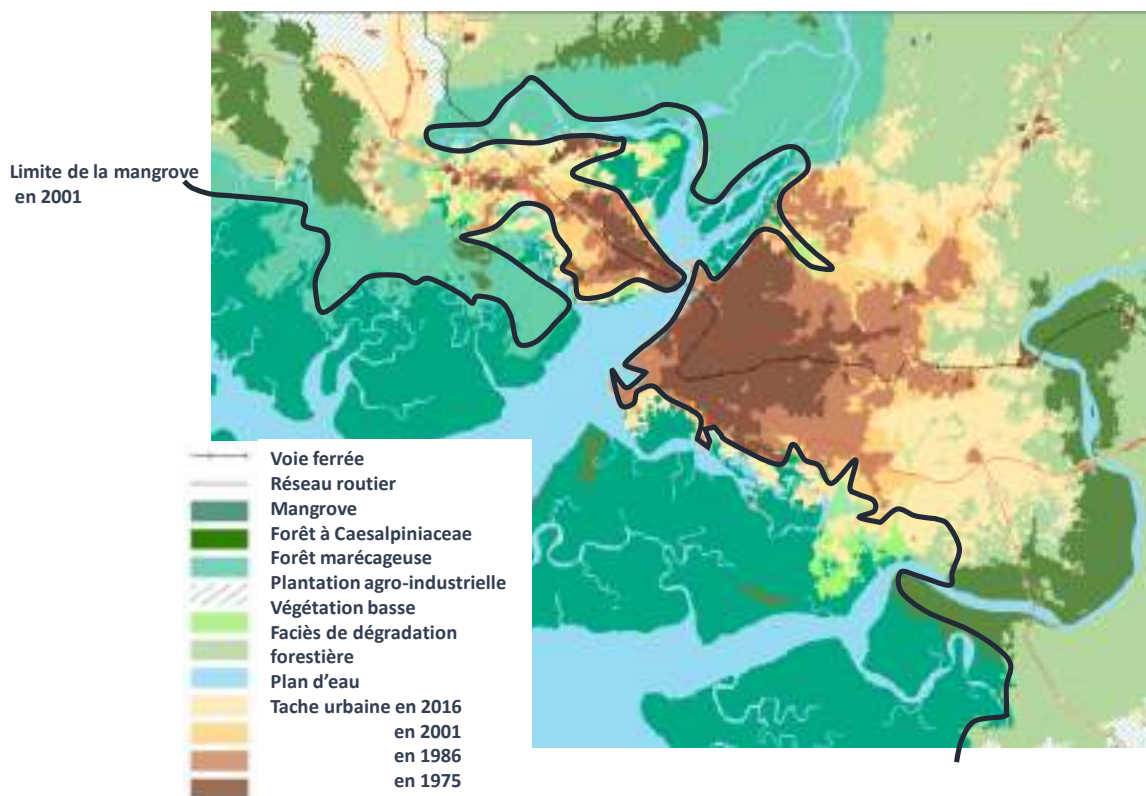 Limite de la mangrove
en 2001
Voie ferrée
Réseau routier
Mangrove
Forêt à Caesalpiniaceae
Forêt marécageuse
Plantation agro-industrielle
Végétation basse
Faciès de dégradation
forestière
Plan d’eau
Tache urbaine en 2016
en 2001
en 1986
en 1975